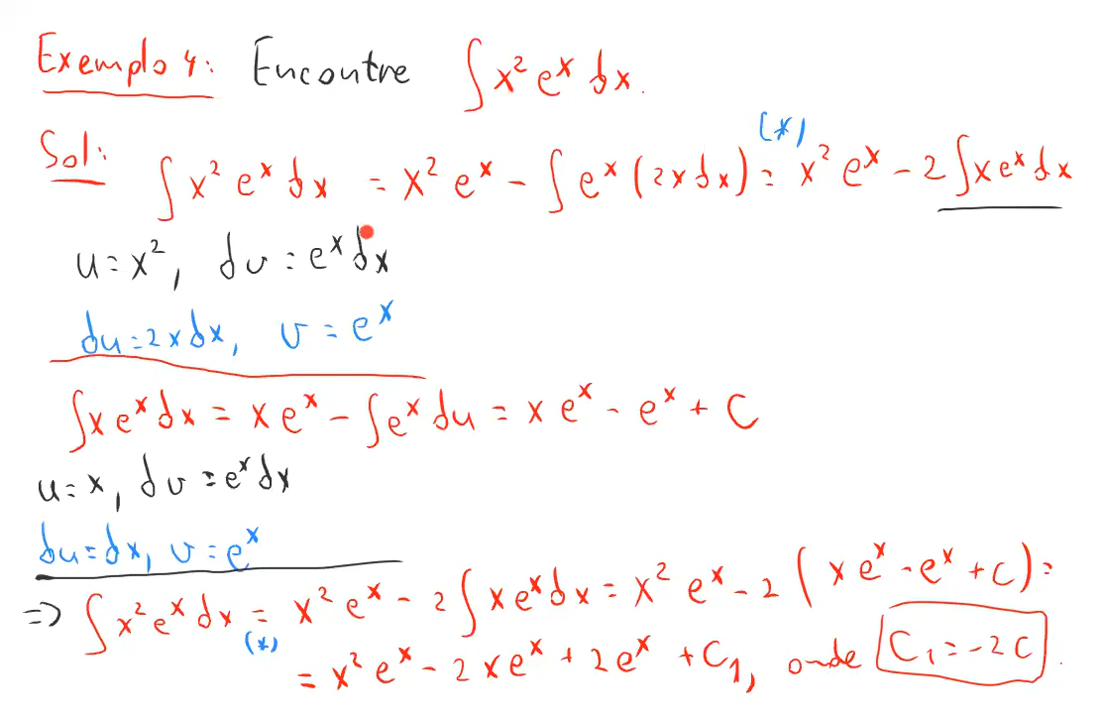 Exemplo 4: Encontre ∫x² eˣ dx.
Sol: ∫x² eˣ dx = x² eˣ - ∫eˣ (2x dx) =(*) x² eˣ - 2∫x eˣ dx
u = x², dv = eˣ dx
du = 2x dx, v = eˣ
∫x eˣ dx = x eˣ - ∫eˣ du = x eˣ - eˣ + C
u = x, dv = eˣ dx
du = dx, v = eˣ
=> ∫x² eˣ dx =(*) x² eˣ - 2∫x eˣ dx = x² eˣ - 2(x eˣ - eˣ + C) =
= x² eˣ - 2x eˣ + 2eˣ + C₁, onde C₁ = -2C.